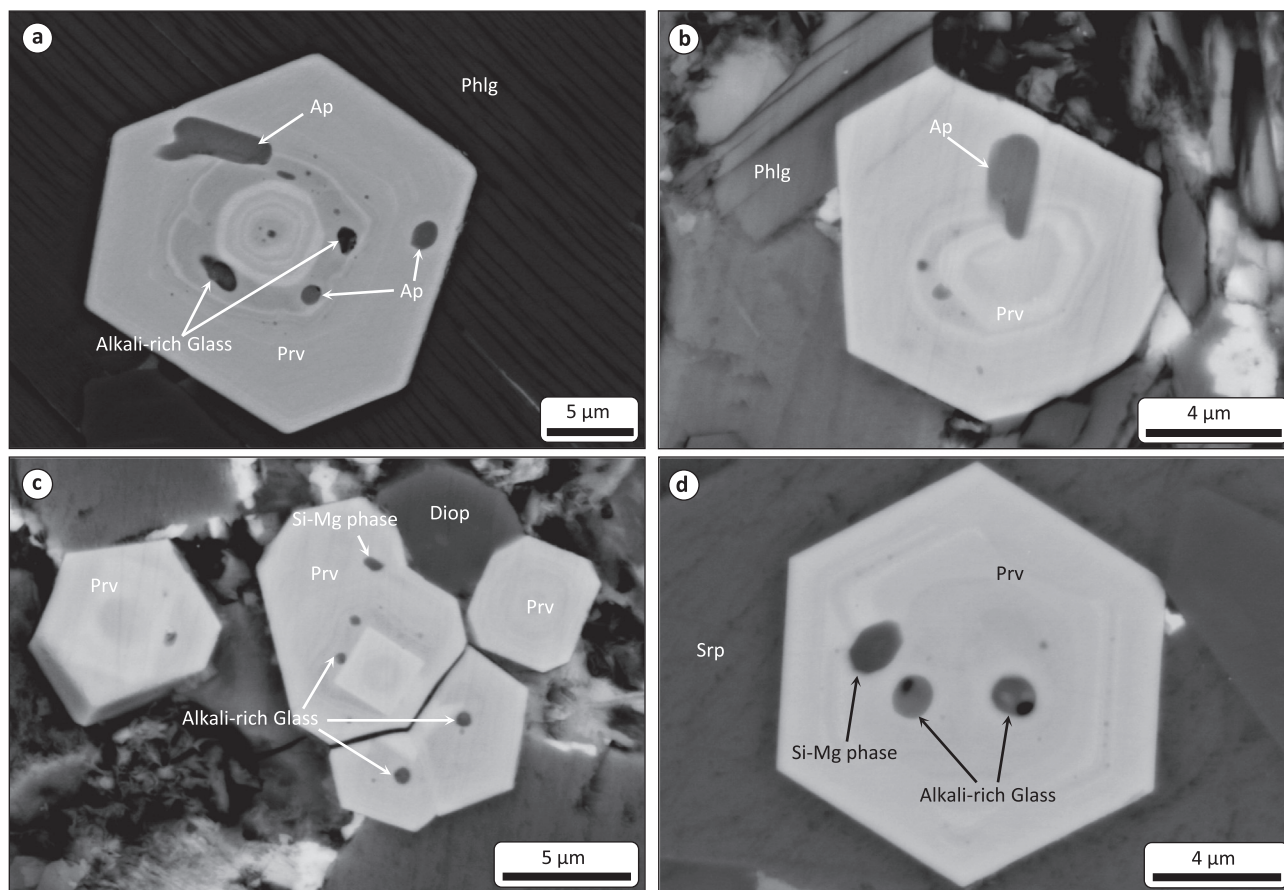 a
Phlg
Ap
Ap
Alkali-rich Glass
Prv
5 µm
b
Ap
Phlg
Prv
4 µm
c
Si-Mg phase
Diop
Prv
Prv
Prv
Alkali-rich Glass
5 µm
d
Prv
Srp
Si-Mg phase
Alkali-rich Glass
4 µm